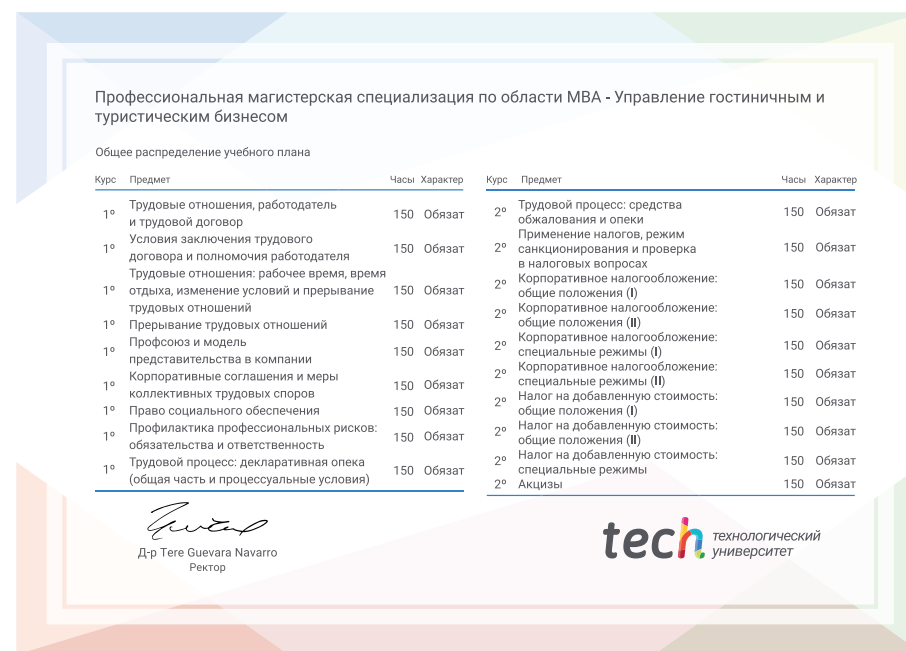 Профессиональная магистерская специализация по области MBA - Управление гостиничным и
туристическим бизнесом
Общее распределение учебного плана
Курс Предмет Часы Характер
1º Трудовые отношения, работодатель
и трудовой договор 150 Обязат
1º Условия заключения трудового
договора и полномочия работодателя 150 Обязат
Трудовые отношения: рабочее время, время
1º отдыха, изменение условий и прерывание 150 Обязат
трудовых отношений
1º Прерывание трудовых отношений 150 Обязат
1º Профсоюз и модель
представительства в компании 150 Обязат
1º Корпоративные соглашения и меры
коллективных трудовых споров 150 Обязат
1º Право социального обеспечения 150 Обязат
1º Профилактика профессиональных рисков:
обязательства и ответственность 150 Обязат
1º Трудовой процесс: декларативная опека
(общая часть и процессуальные условия) 150 Обязат
Курс Предмет Часы Характер
2º Трудовой процесс: средства
обжалования и опеки 150 Обязат
Применение налогов, режим
2º санкционирования и проверка 150 Обязат
в налоговых вопросах
2º Корпоративное налогообложение:
общие положения (I) 150 Обязат
2º Корпоративное налогообложение:
общие положения (II) 150 Обязат
2º Корпоративное налогообложение:
специальные режимы (I) 150 Обязат
2º Корпоративное налогообложение:
специальные режимы (II) 150 Обязат
2º Налог на добавленную стоимость:
общие положения (I) 150 Обязат
2º Налог на добавленную стоимость:
общие положения (II) 150 Обязат
2º Налог на добавленную стоимость:
специальные режимы 150 Обязат
2º Акцизы 150 Обязат
Д-р Tere Guevara Navarro
Ректор
tech технологический
университет